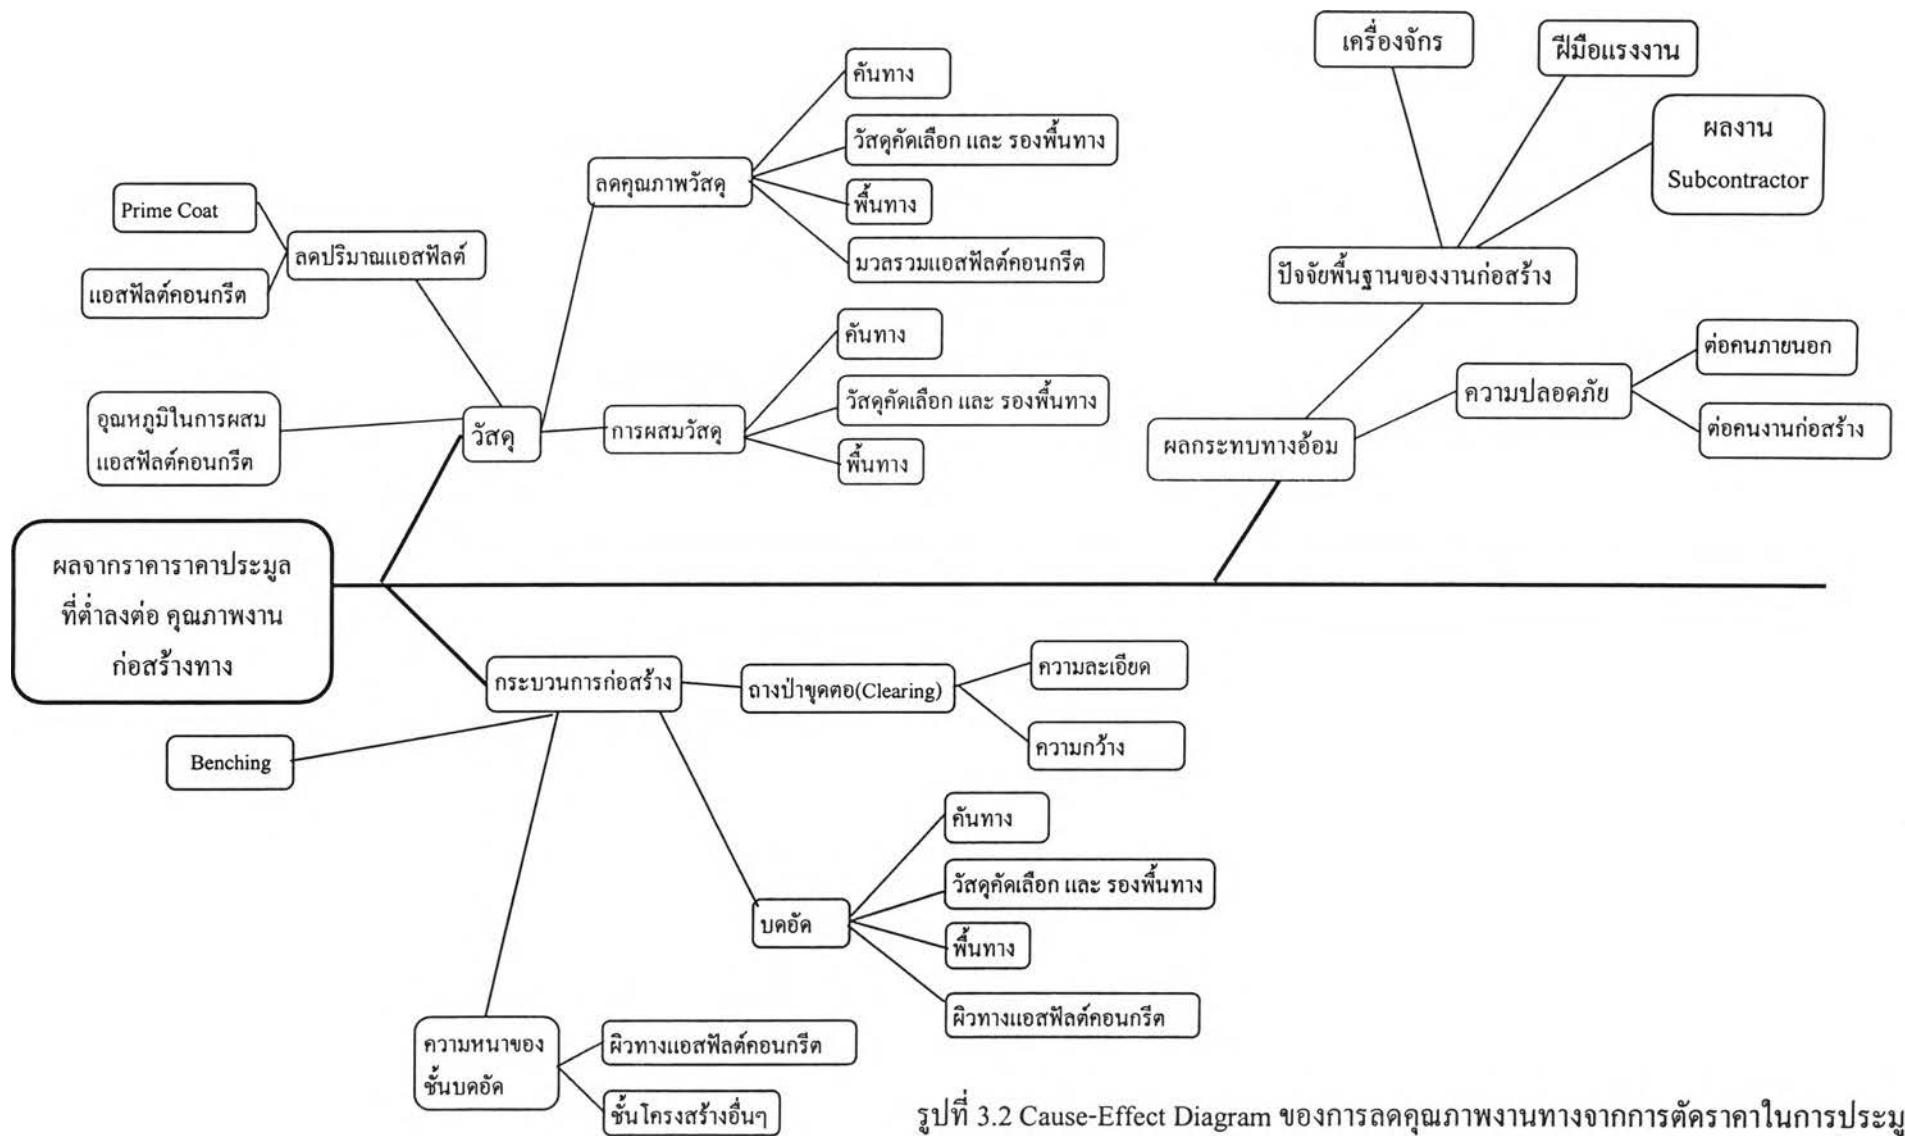 เครื่องจักร
ฝีมือแรงงาน
ผลงาน
Subcontractor
คันทาง
วัสดุคัดเลือก และ รองพื้นทาง
ลดคุณภาพวัสดุ
พื้นทาง
มวลรวมแอสฟัลต์คอนกรีต
Prime Coat
ลดปริมาณแอสฟัลต์
แอสฟัลต์คอนกรีต
ปัจจัยพื้นฐานของงานก่อสร้าง
คันทาง
วัสดุคัดเลือก และ รองพื้นทาง
การผสมวัสดุ
พื้นทาง
อุณหภูมิในการผสม
แอสฟัลต์คอนกรีต
วัสดุ
ต่อคนภายนอก
ความปลอดภัย
ต่อคนงานก่อสร้าง
ผลกระทบทางอ้อม
ผลจากราคาราคาประมูล
ที่ต่ำลงต่อ คุณภาพงาน
ก่อสร้างทาง
กระบวนการก่อสร้าง
ถางป่าขุดตอ(Clearing)
ความละเอียด
ความกว้าง
Benching
คันทาง
วัสดุคัดเลือก และ รองพื้นทาง
บดอัด
พื้นทาง
ผิวทางแอสฟัลต์คอนกรีต
ความหนาของ
ชั้นบดอัด
ผิวทางแอสฟัลต์คอนกรีต
ชั้นโครงสร้างอื่นๆ
รูปที่ 3.2 Cause-Effect Diagram ของการลดคุณภาพงานทางจากการตัดราคาในการประมู